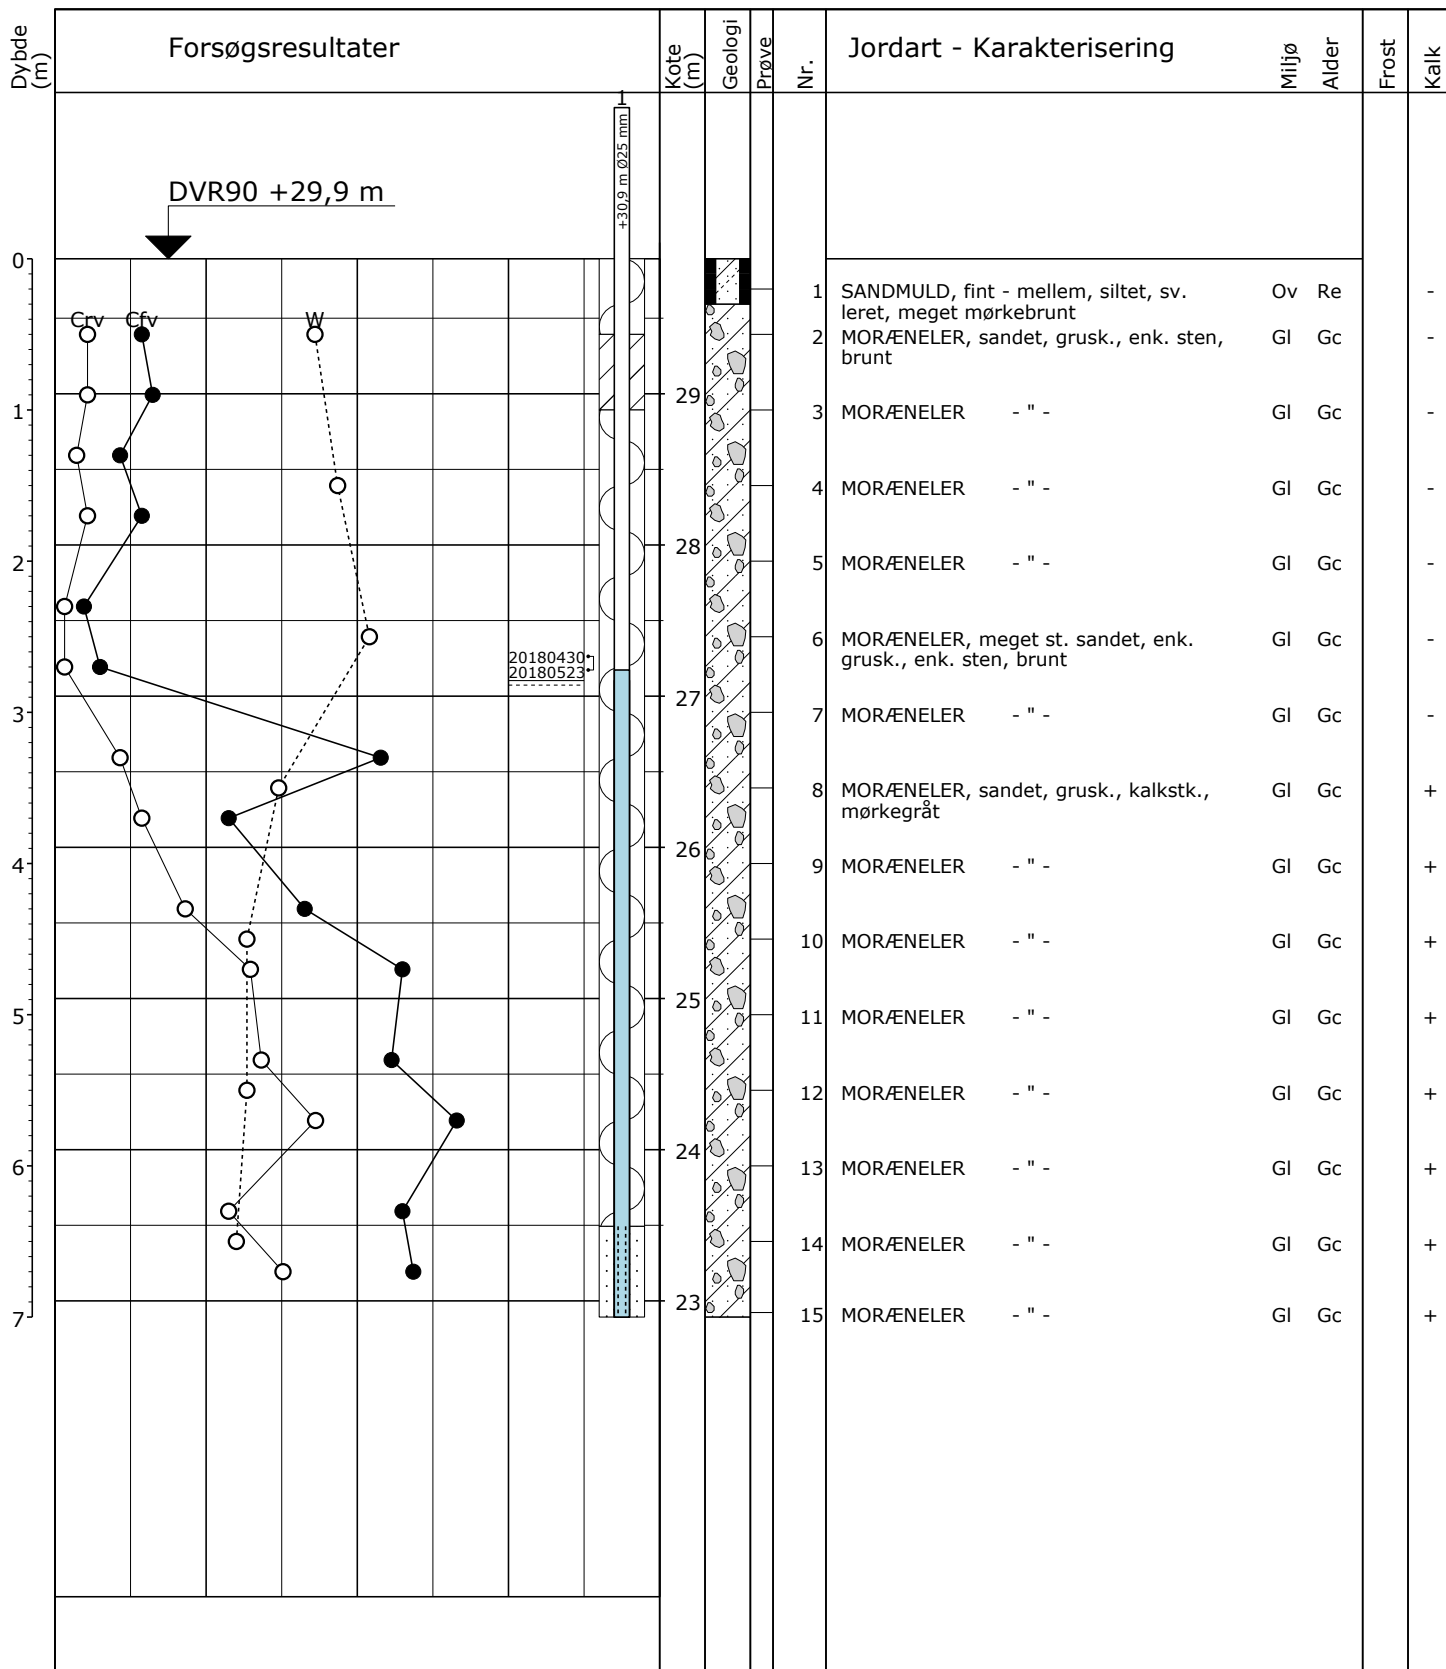 Dybde (m)
Forsøgsresultater
Kote (m)
Geologi
Prøve
Nr.
Jordart - Karakterisering
Miljø
Alder
Frost
Kalk
1
+30,9 m Ø25 mm
DVR90 +29,9 m
0
1 SANDMULD, fint - mellem, siltet, sv. Ov Re -
leret, meget mørkebrunt
Crv Cfv W
2 MORÆNELER, sandet, grusk., enk. sten, Gl Gc -
brunt
29
1
3 MORÆNELER - " - Gl Gc -
4 MORÆNELER - " - Gl Gc -
28
2
5 MORÆNELER - " - Gl Gc -
6 MORÆNELER, meget st. sandet, enk. Gl Gc -
grusk., enk. sten, brunt
20180430
20180523
27
3
7 MORÆNELER - " - Gl Gc -
8 MORÆNELER, sandet, grusk., kalkstk., Gl Gc +
mørkegråt
26
4
9 MORÆNELER - " - Gl Gc +
10 MORÆNELER - " - Gl Gc +
25
5
11 MORÆNELER - " - Gl Gc +
12 MORÆNELER - " - Gl Gc +
24
6
13 MORÆNELER - " - Gl Gc +
14 MORÆNELER - " - Gl Gc +
23
7
15 MORÆNELER - " - Gl Gc +